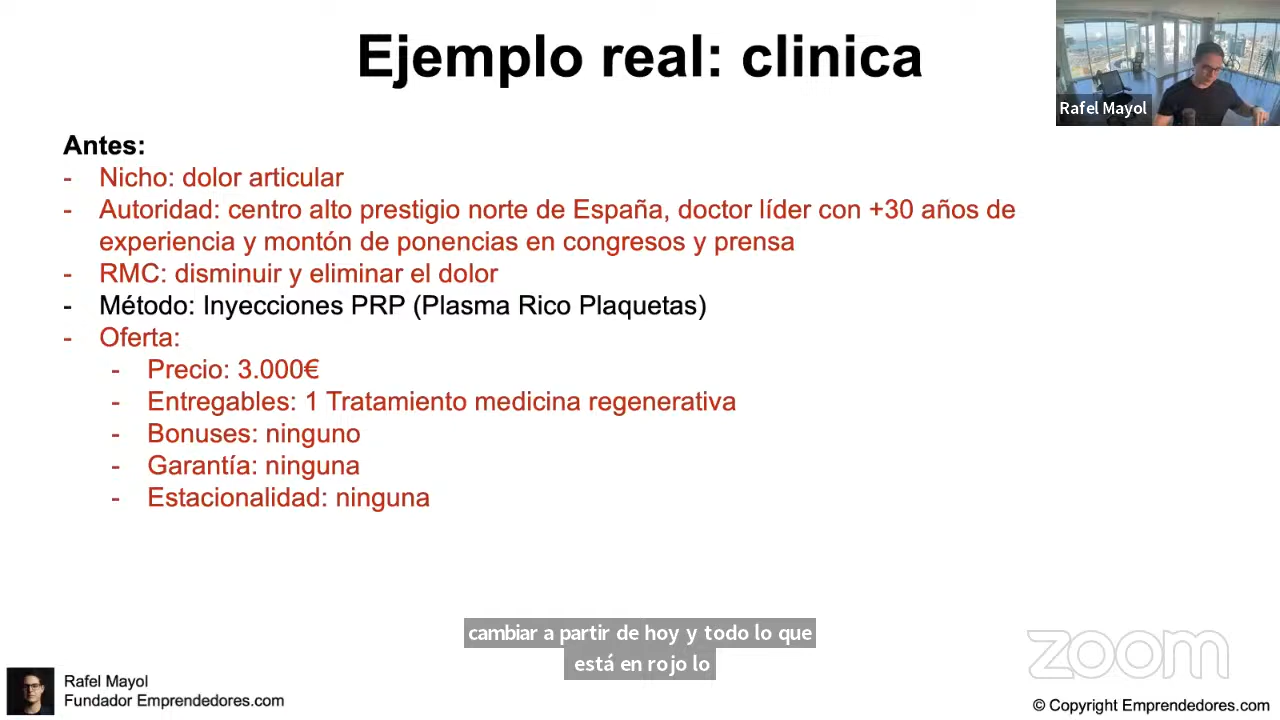 Ejemplo real: clinica
Rafel Mayol
Antes:
- Nicho: dolor articular
- Autoridad: centro alto prestigio norte de España, doctor líder con +30 años de
experiencia y montón de ponencias en congresos y prensa
- RMC: disminuir y eliminar el dolor
- Método: Inyecciones PRP (Plasma Rico Plaquetas)
- Oferta:
- Precio: 3.000€
- Entregables: 1 Tratamiento medicina regenerativa
- Bonuses: ninguno
- Garantía: ninguna
- Estacionalidad: ninguna
cambiar a partir de hoy y todo lo que
está en rojo lo
zoom
Rafel Mayol
Fundador Emprendedores.com
© Copyright Emprendedores.com